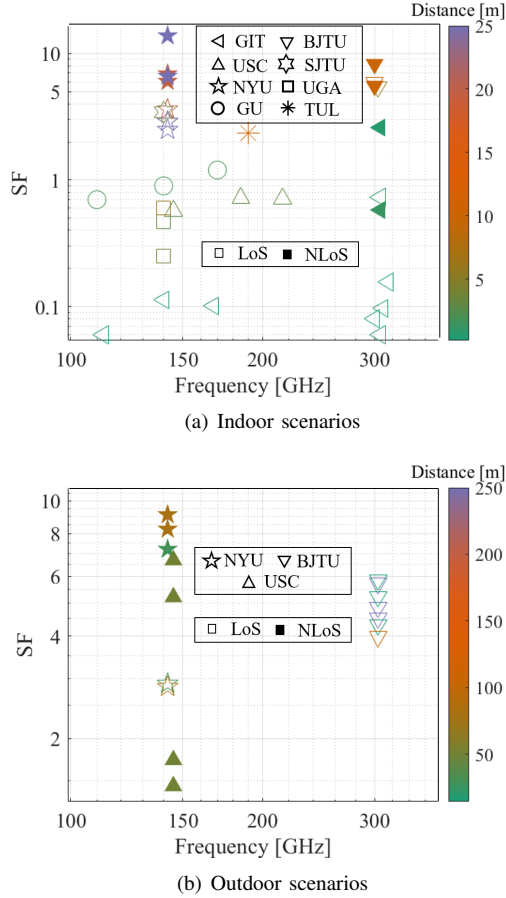 Distance [m]
GIT BJTU
USC SJTU
NYU UGA
GU TUL
LoS NLoS
10
5
1
0.1
SF
100 150 200 300
Frequency [GHz]
25
20
15
10
5
(a) Indoor scenarios
Distance [m]
NYU BJTU
USC
LoS NLoS
10
8
6
4
2
SF
100 150 200 300
Frequency [GHz]
250
200
150
100
50
(b) Outdoor scenarios